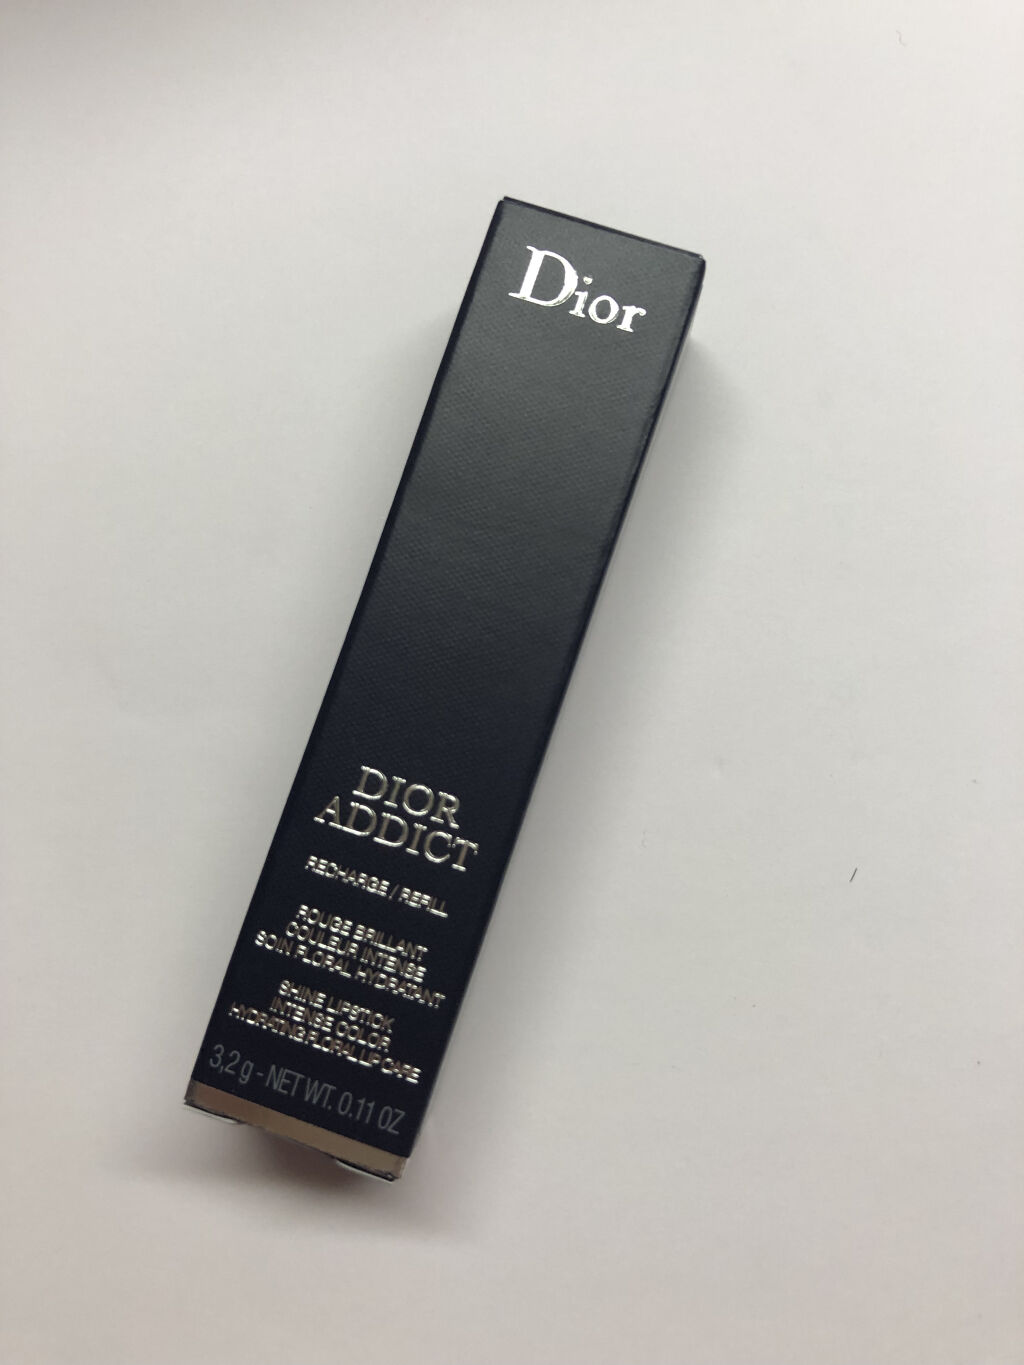 Dior
DIOR
ADDICT
RECHARGE / REFILL
ROUGE BRILLANT
COULEUR INTENSE
SOIN FLORAL HYDRATANT
SHINE LIPSTICK
INTENSE COLOR
HYDRATING FLORAL LIP CARE
3,2 g - NET WT. 0.11 OZ